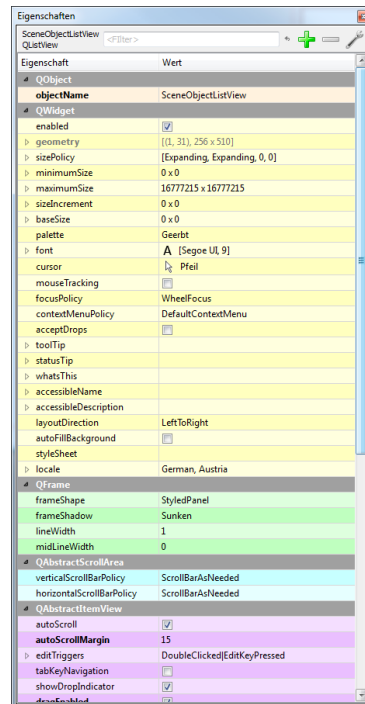 Eigenschaften
SceneObjectListView
QListView
<Filter>
Eigenschaft Wert
QObject
objectName SceneObjectListView
QWidget
enabled
geometry [(1, 31), 256 x 510]
sizePolicy [Expanding, Expanding, 0, 0]
minimumSize 0 x 0
maximumSize 16777215 x 16777215
sizeIncrement 0 x 0
baseSize 0 x 0
palette Geerbt
font A [Segoe UI, 9]
cursor Pfeil
mouseTracking
focusPolicy WheelFocus
contextMenuPolicy DefaultContextMenu
acceptDrops
toolTip
statusTip
whatsThis
accessibleName
accessibleDescription
layoutDirection LeftToRight
autoFillBackground
styleSheet
locale German, Austria
QFrame
frameShape StyledPanel
frameShadow Sunken
lineWidth 1
midLineWidth 0
QAbstractScrollArea
verticalScrollBarPolicy ScrollBarAsNeeded
horizontalScrollBarPolicy ScrollBarAsNeeded
QAbstractItemView
autoScroll
autoScrollMargin 15
editTriggers DoubleClicked|EditKeyPressed
tabKeyNavigation
showDropIndicator
dragEnabled